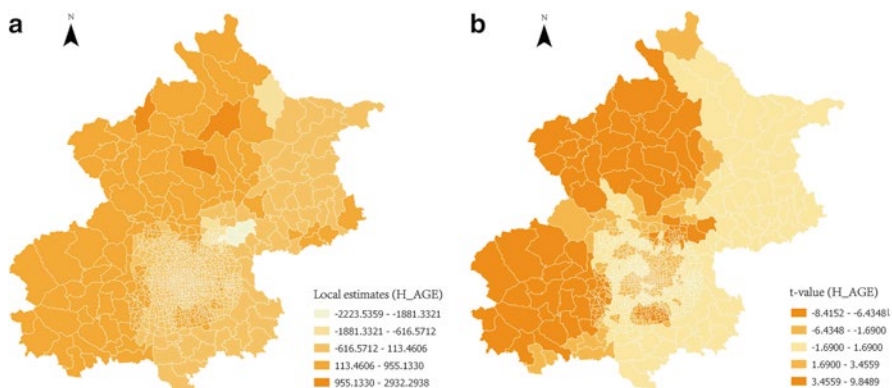 a
N
Local estimates (H_AGE)
-2223.5359 - -1881.3321
-1881.3321 - -616.5712
-616.5712 - 113.4606
113.4606 - 955.1330
955.1330 - 2932.2938
b
N
t-value (H_AGE)
-8.4152 - -6.4348
-6.4348 - -1.6900
-1.6900 - 1.6900
1.6900 - 3.4559
3.4559 - 9.8489